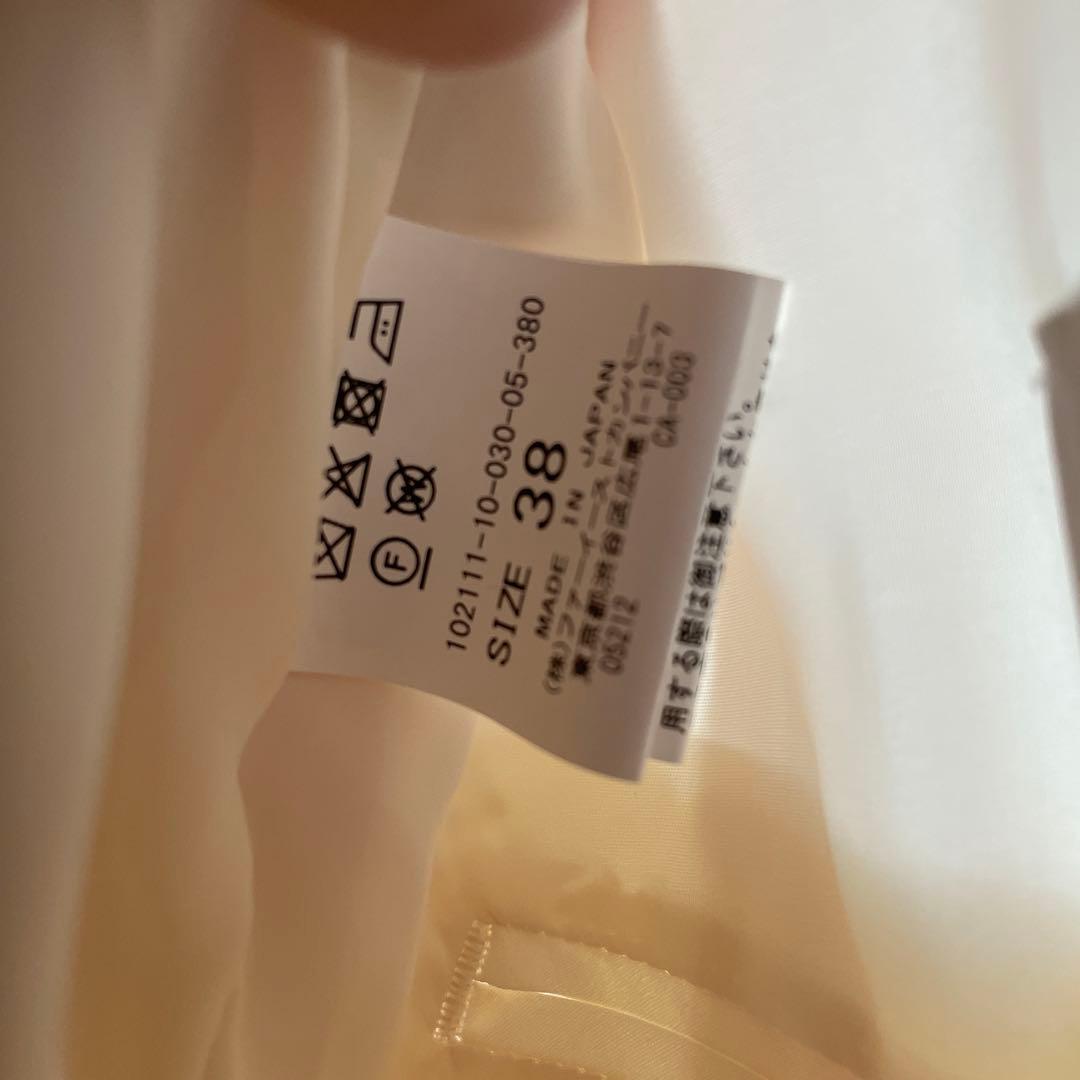 102111-10-030-05-380
SIZE 38
MADE IN JAPAN
(株)ファーイーストカンパニー
東京都渋谷区広尾1-13-7
05212 CA-000
用する際は御注意下さい。
F
W